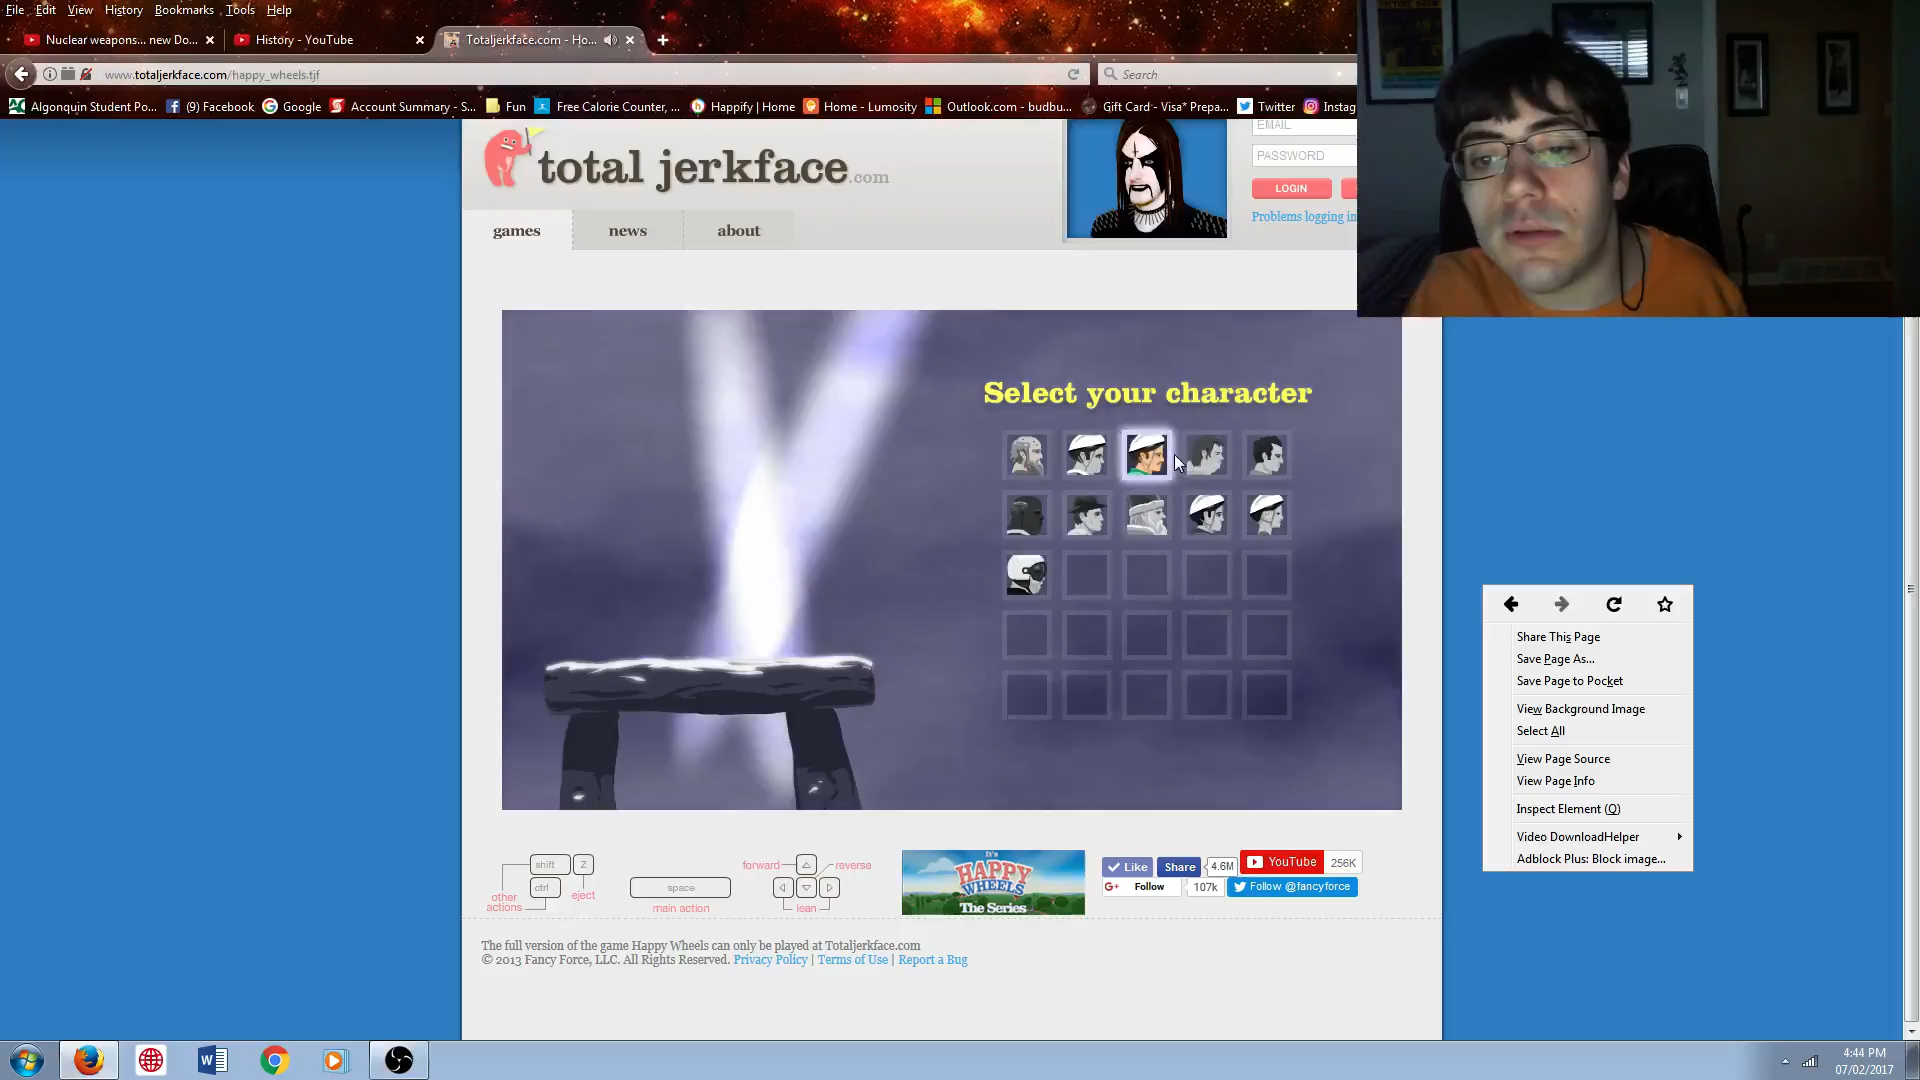 File Edit View History Bookmarks Tools Help
Nuclear weapons... new Do... × History - YouTube × Totaljerkface.com - Ho... × +
www.totaljerkface.com/happy_wheels.tjf Search
Algonquin Student Po... (9) Facebook Google Account Summary - S... Fun Free Calorie Counter, ... Happify | Home Home - Lumosity Outlook.com - budbu... Gift Card - Visa* Prepa... Twitter Instag
total jerkface.com
EMAIL
PASSWORD
LOGIN
Problems logging in
games news about
Select your character
Share This Page
Save Page As...
Save Page to Pocket
View Background Image
Select All
View Page Source
View Page Info
Inspect Element (Q)
Video DownloadHelper
Adblock Plus: Block image...
shift Z
ctrl
other actions
eject
space
main action
forward reverse
lean
It's
HAPPY
WHEELS
The Series
Like Share 4.6M YouTube 256K
G+ Follow 107k Follow @fancyforce
The full version of the game Happy Wheels can only be played at Totaljerkface.com
© 2013 Fancy Force, LLC. All Rights Reserved. Privacy Policy | Terms of Use | Report a Bug
4:44 PM
07/02/2017